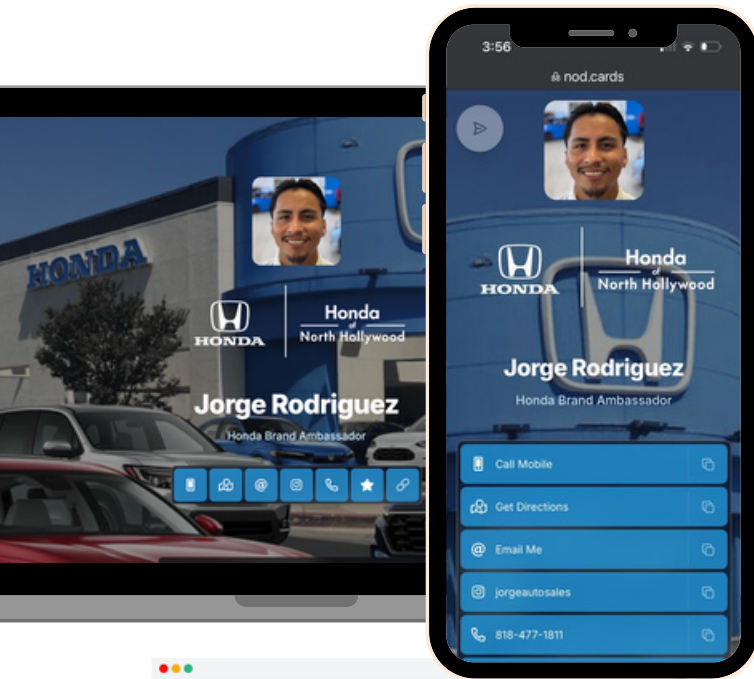 HONDA
HONDA
Honda
of
North Hollywood
Jorge Rodriguez
Honda Brand Ambassador
3:56
nod.cards
HONDA
Honda
of
North Hollywood
Jorge Rodriguez
Honda Brand Ambassador
Call Mobile
Get Directions
Email Me
jorgeautosales
818-477-1811